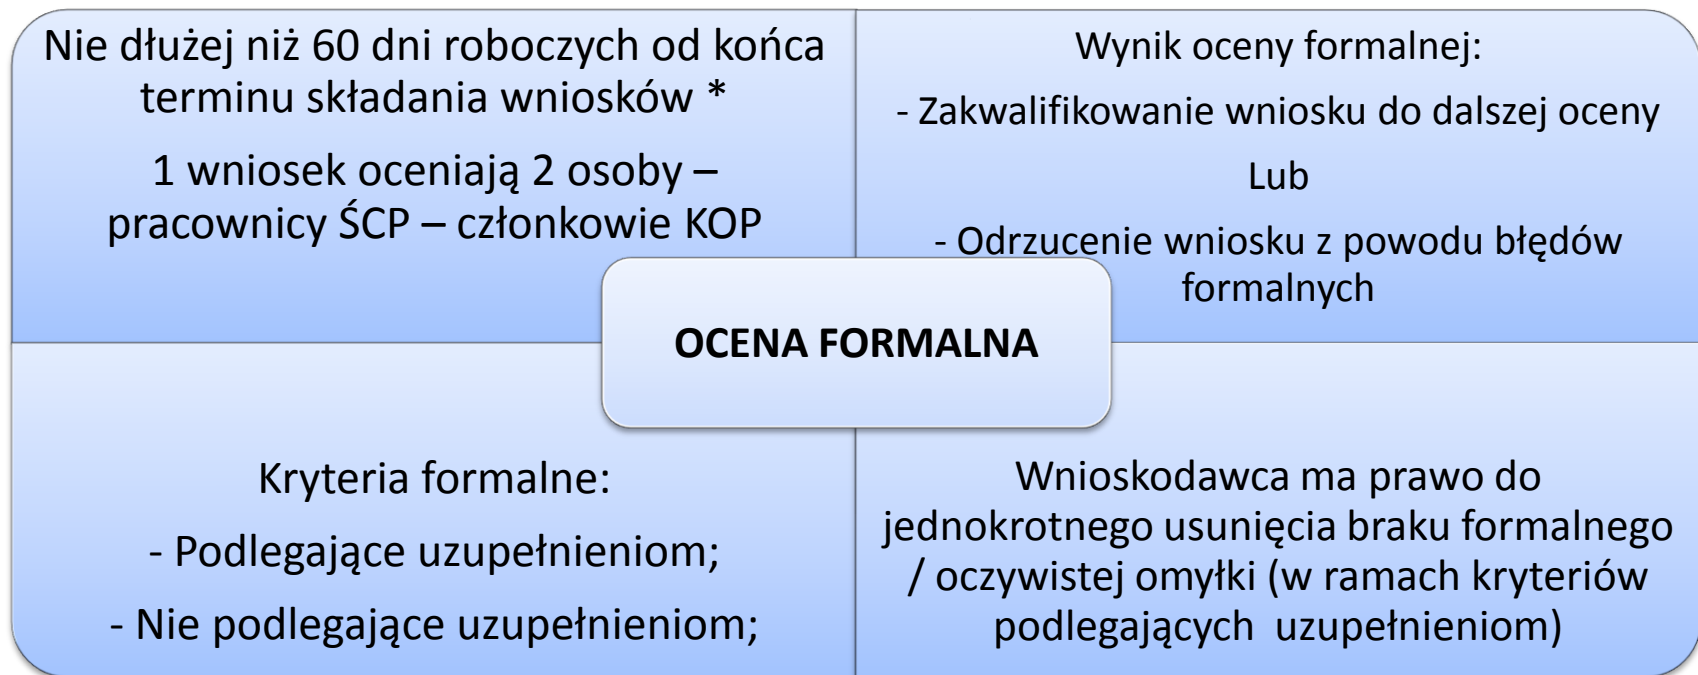 Nie dłużej niż 60 dni roboczych od końca
terminu składania wniosków *
1 wniosek oceniają 2 osoby –
pracownicy ŚCP – członkowie KOP
Wynik oceny formalnej:
- Zakwalifikowanie wniosku do dalszej oceny
Lub
- Odrzucenie wniosku z powodu błędów
formalnych
OCENA FORMALNA
Kryteria formalne:
- Podlegające uzupełnieniom;
- Nie podlegające uzupełnieniom;
Wnioskodawca ma prawo do
jednokrotnego usunięcia braku formalnego
/ oczywistej omyłki (w ramach kryteriów
podlegających  uzupełnieniom)